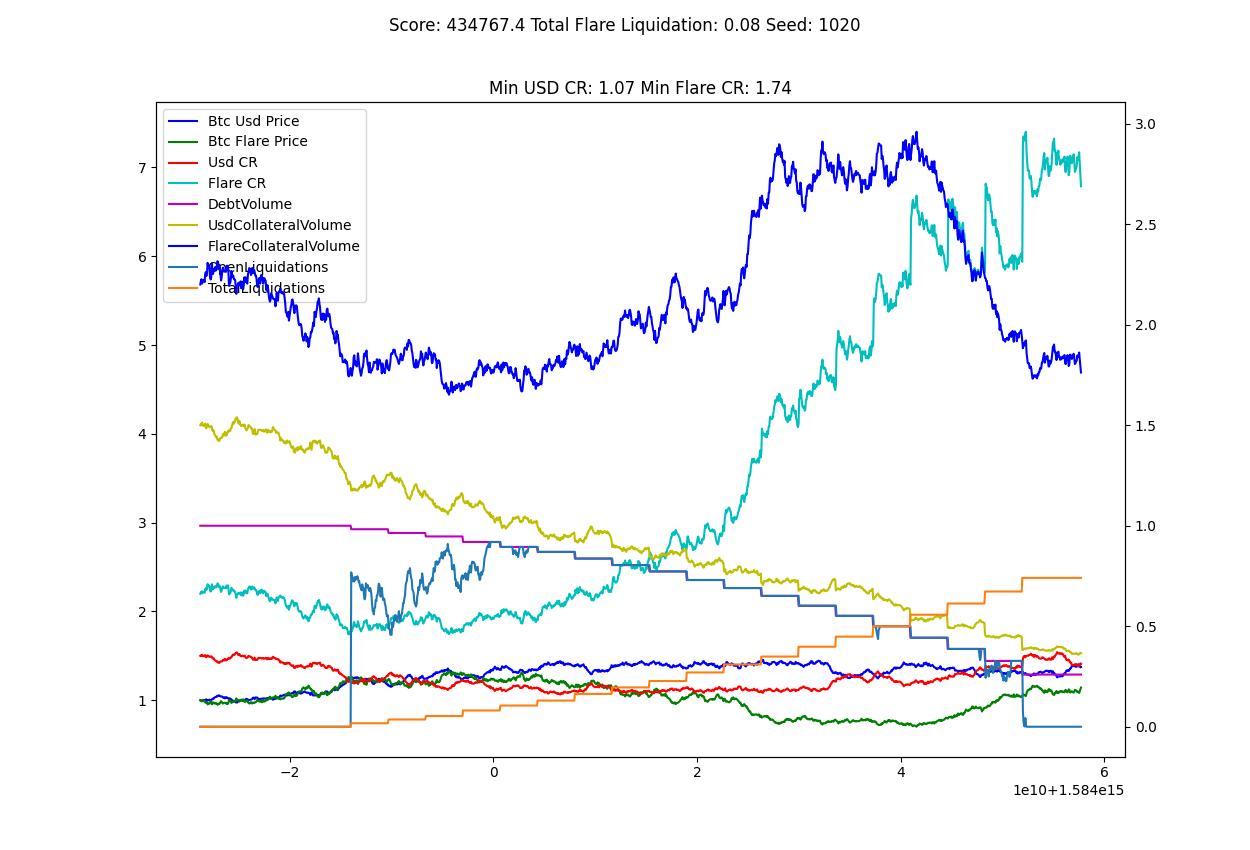 Score: 434767.4 Total Flare Liquidation: 0.08 Seed: 1020
Min USD CR: 1.07 Min Flare CR: 1.74
Btc Usd Price
Btc Flare Price
Usd CR
Flare CR
DebtVolume
UsdCollateralVolume
FlareCollateralVolume
OpenLiquidations
TotalLiquidations
7
6
5
4
3
2
1
3.0
2.5
2.0
1.5
1.0
0.5
0.0
−2
0
2
4
6
1e10+1.584e15